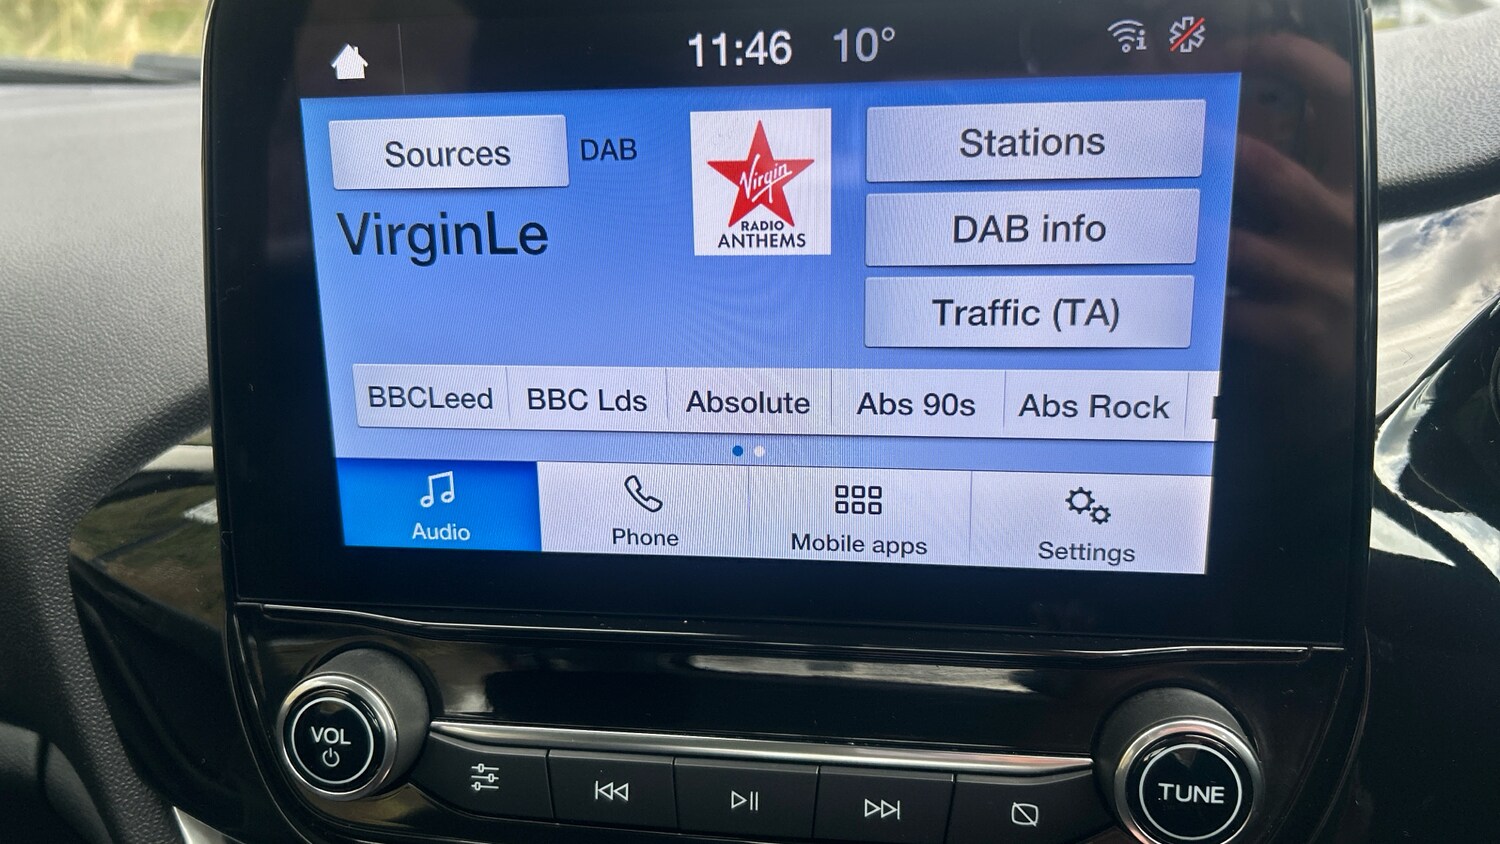 11:46 10°
Sources DAB
VirginLe
Virgin
RADIO
ANTHEMS
Stations
DAB info
Traffic (TA)
BBCLeed BBC Lds Absolute Abs 90s Abs Rock
Audio Phone Mobile apps Settings
VOL
TUNE